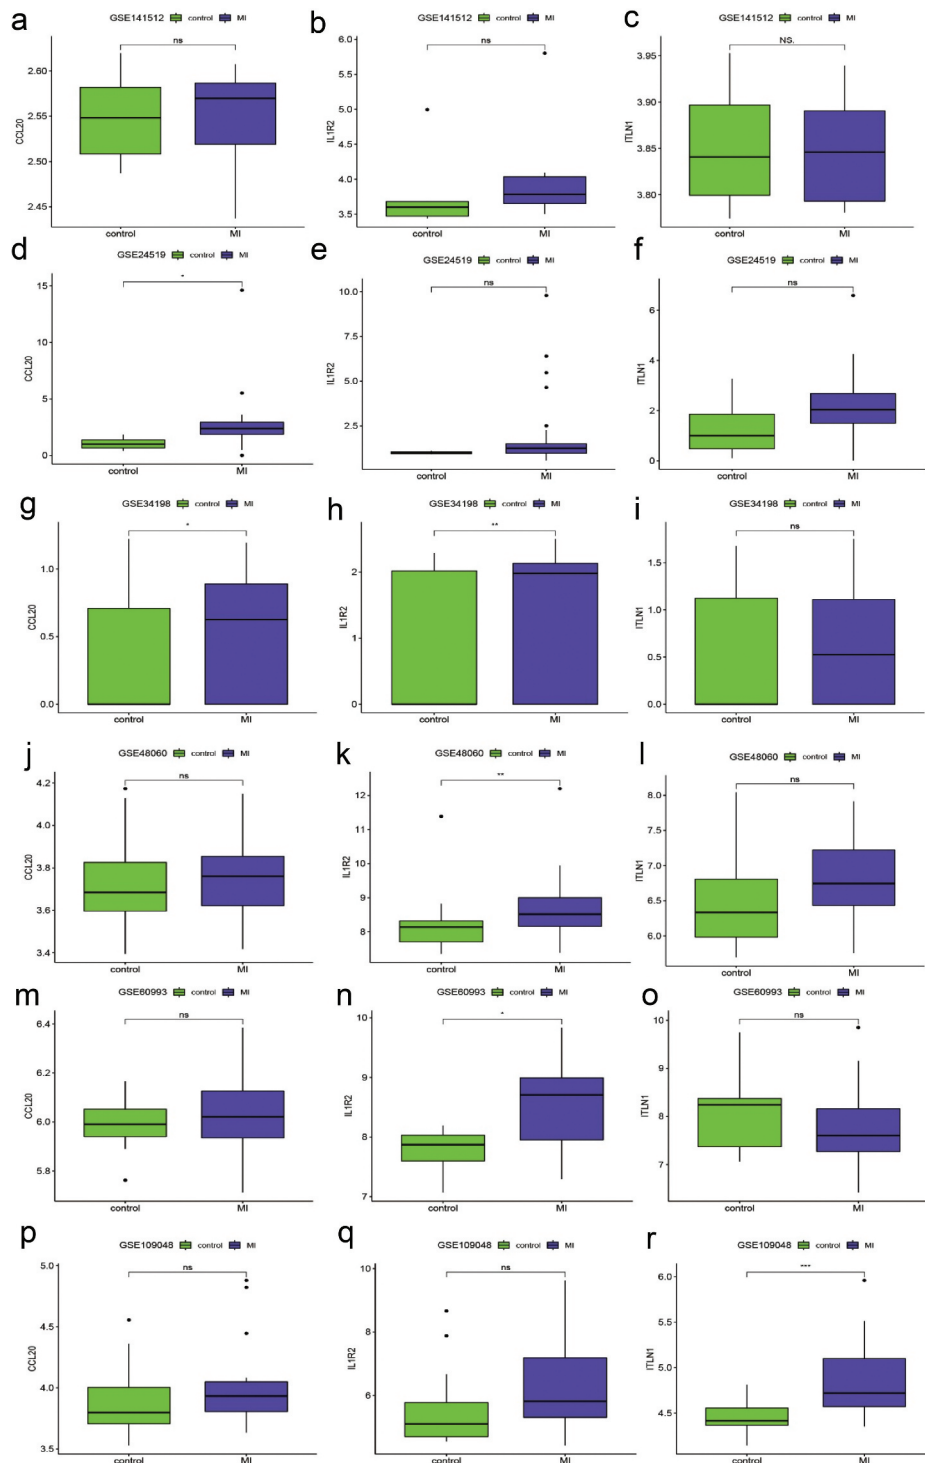 a
GSE141512 control MI
ns
CCL20
2.60
2.55
2.50
2.45
control MI
b
GSE141512 control MI
ns
IL1R2
6.0
5.5
5.0
4.5
4.0
3.5
control MI
c
GSE141512 control MI
NS.
ITLN1
3.95
3.90
3.85
3.80
control MI
d
GSE24519 control MI
*
CCL20
15
10
5
0
control MI
e
GSE24519 control MI
ns
IL1R2
10.0
7.5
5.0
2.5
control MI
f
GSE24519 control MI
ns
ITLN1
6
4
2
0
control MI
g
GSE34198 control MI
*
CCL20
1.0
0.5
0.0
control MI
h
GSE34198 control MI
**
IL1R2
2
1
0
control MI
i
GSE34198 control MI
ns
ITLN1
1.5
1.0
0.5
0.0
control MI
j
GSE48060 control MI
ns
CCL20
4.2
4.0
3.8
3.6
3.4
control MI
k
GSE48060 control MI
**
IL1R2
12
11
10
9
8
control MI
l
GSE48060 control MI
ns
ITLN1
8.0
7.5
7.0
6.5
6.0
control MI
m
GSE60993 control MI
ns
CCL20
6.4
6.2
6.0
5.8
control MI
n
GSE60993 control MI
*
IL1R2
10
9
8
7
control MI
o
GSE60993 control MI
ns
ITLN1
10
9
8
7
control MI
p
GSE109048 control MI
ns
CCL20
5.0
4.5
4.0
3.5
control MI
q
GSE109048 control MI
ns
IL1R2
10
8
6
control MI
r
GSE109048 control MI
***
ITLN1
6.0
5.5
5.0
4.5
control MI